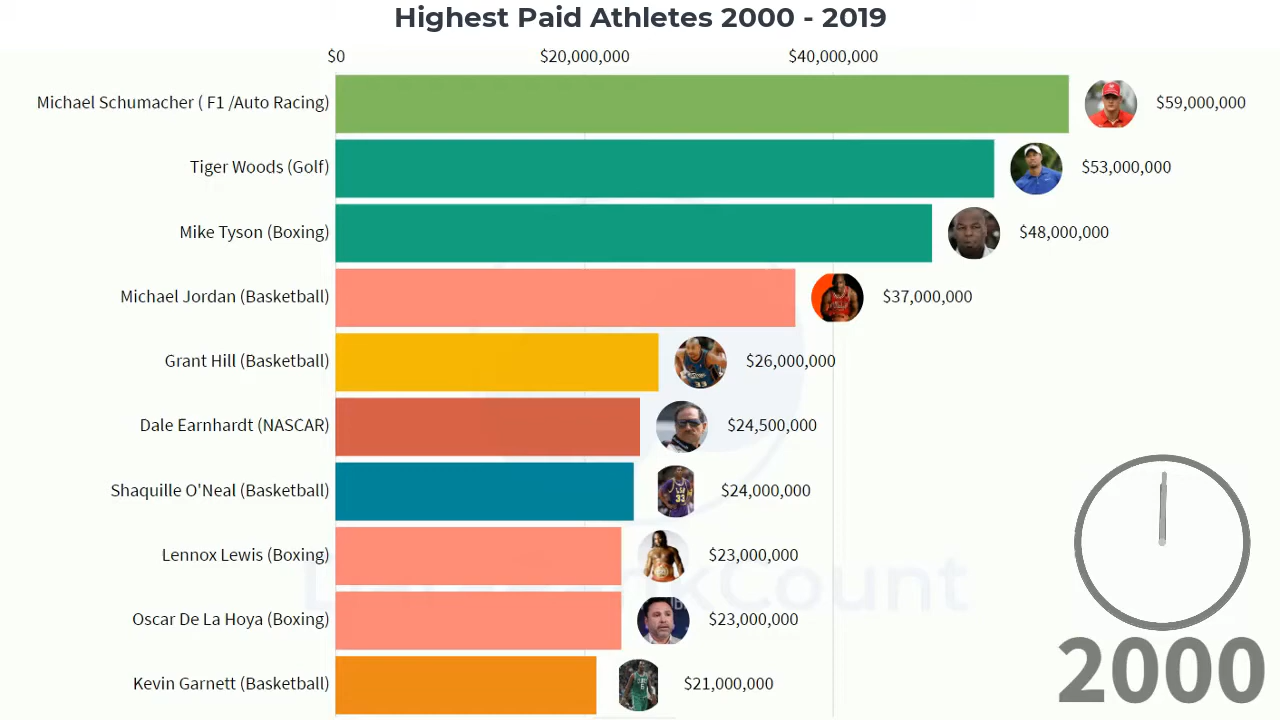 Highest Paid Athletes 2000 - 2019
$0 $20,000,000 $40,000,000
Michael Schumacher ( F1 /Auto Racing) $59,000,000
Tiger Woods (Golf) $53,000,000
Mike Tyson (Boxing) $48,000,000
Michael Jordan (Basketball) $37,000,000
Grant Hill (Basketball) $26,000,000
Dale Earnhardt (NASCAR) $24,500,000
Shaquille O'Neal (Basketball) $24,000,000
Lennox Lewis (Boxing) $23,000,000
Oscar De La Hoya (Boxing) $23,000,000
Kevin Garnett (Basketball) $21,000,000
2000